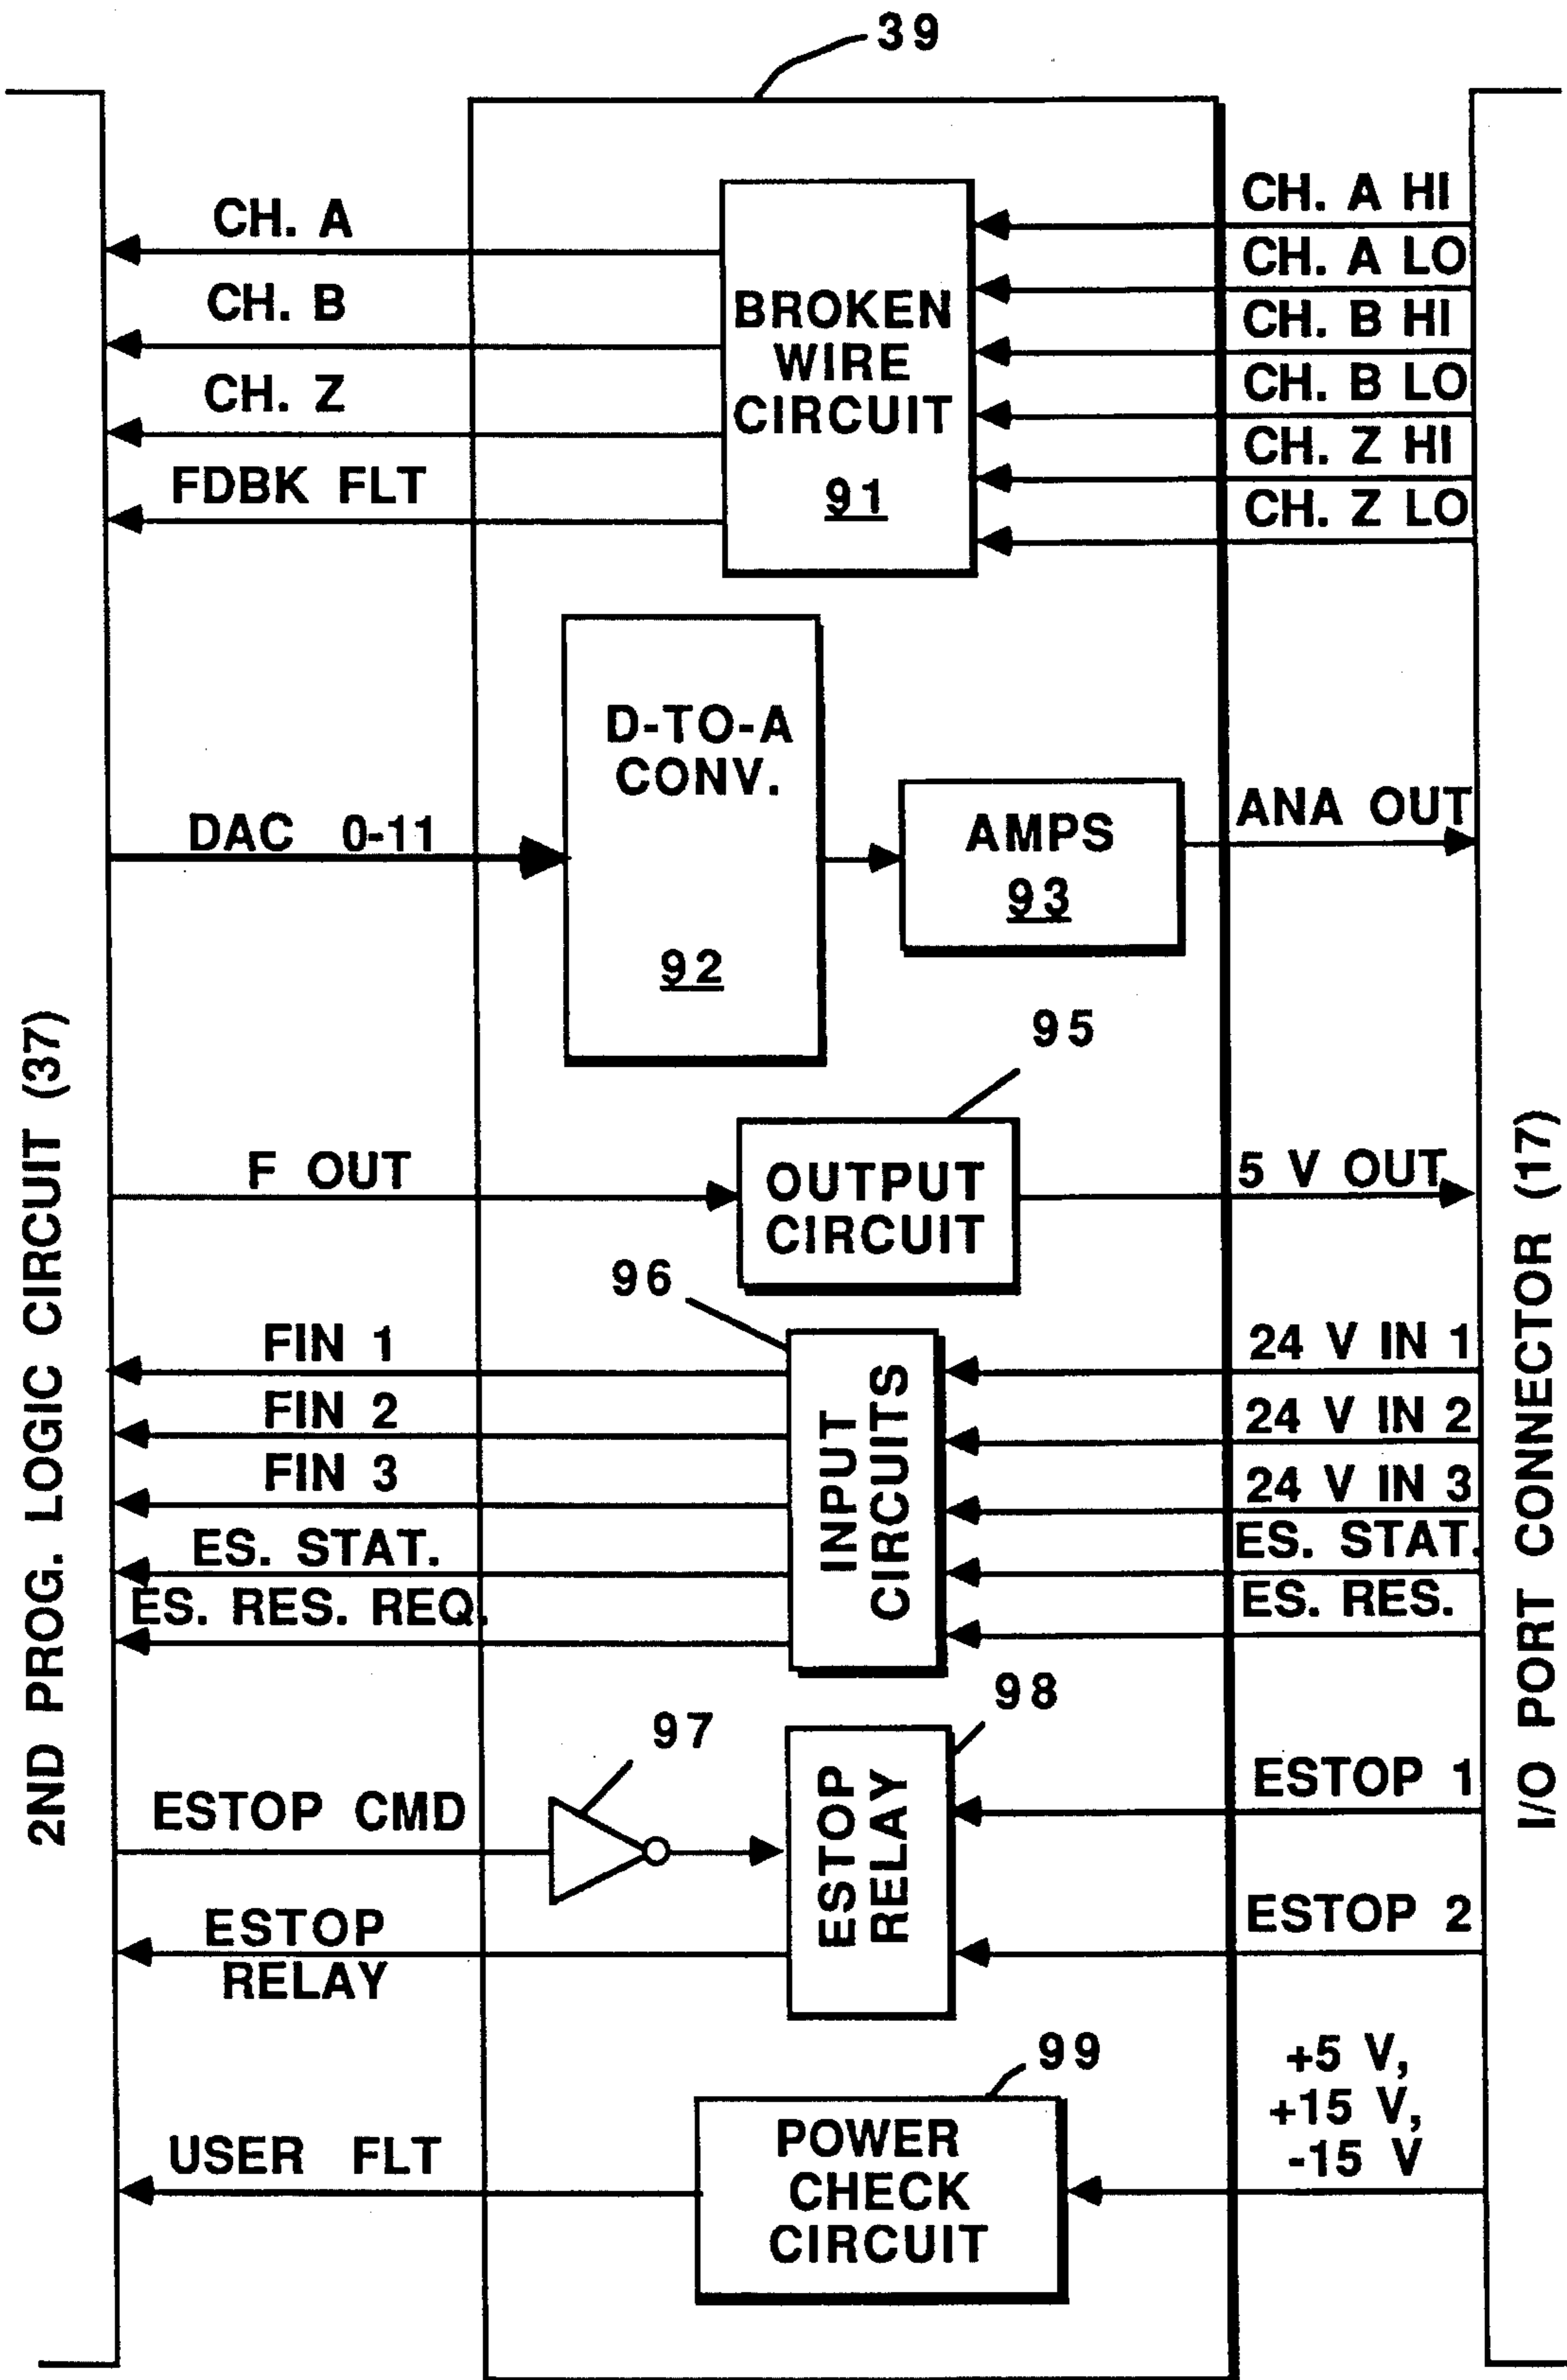 39
CH. A
CH. B
CH. Z
FDBK FLT
BROKEN
WIRE
CIRCUIT
91
CH. A HI
CH. A LO
CH. B HI
CH. B LO
CH. Z HI
CH. Z LO
DAC 0-11
D-TO-A
CONV.
92
AMPS
93
ANA OUT
95
F OUT
OUTPUT
CIRCUIT
5 V OUT
96
FIN 1
FIN 2
FIN 3
ES. STAT.
ES. RES. REQ.
INPUT
CIRCUITS
24 V IN 1
24 V IN 2
24 V IN 3
ES. STAT.
ES. RES.
97
98
ESTOP CMD
ESTOP
RELAY
ESTOP
RELAY
ESTOP 1
ESTOP 2
99
USER FLT
POWER
CHECK
CIRCUIT
+5 V,
+15 V,
-15 V
2ND PROG. LOGIC CIRCUIT (37)
I/O PORT CONNECTOR (17)